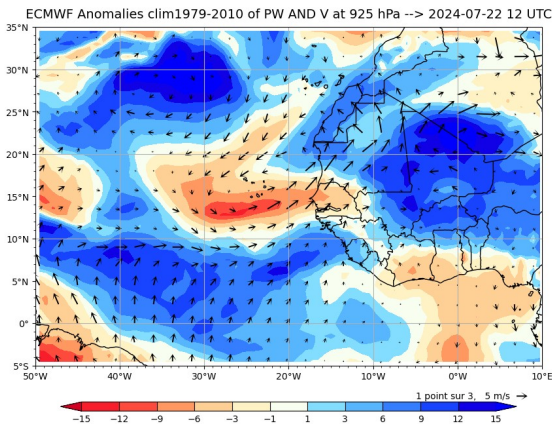 ECMWF Anomalies clim1979-2010 of PW AND V at 925 hPa --> 2024-07-22 12 UTC
35°N
30°N
25°N
20°N
15°N
10°N
5°N
0°
5°S
50°W 40°W 30°W 20°W 10°W 0°W 10°E
1 point sur 3, 5 m/s
−15 −12 −9 −6 −3 −1 1 3 6 9 12 15